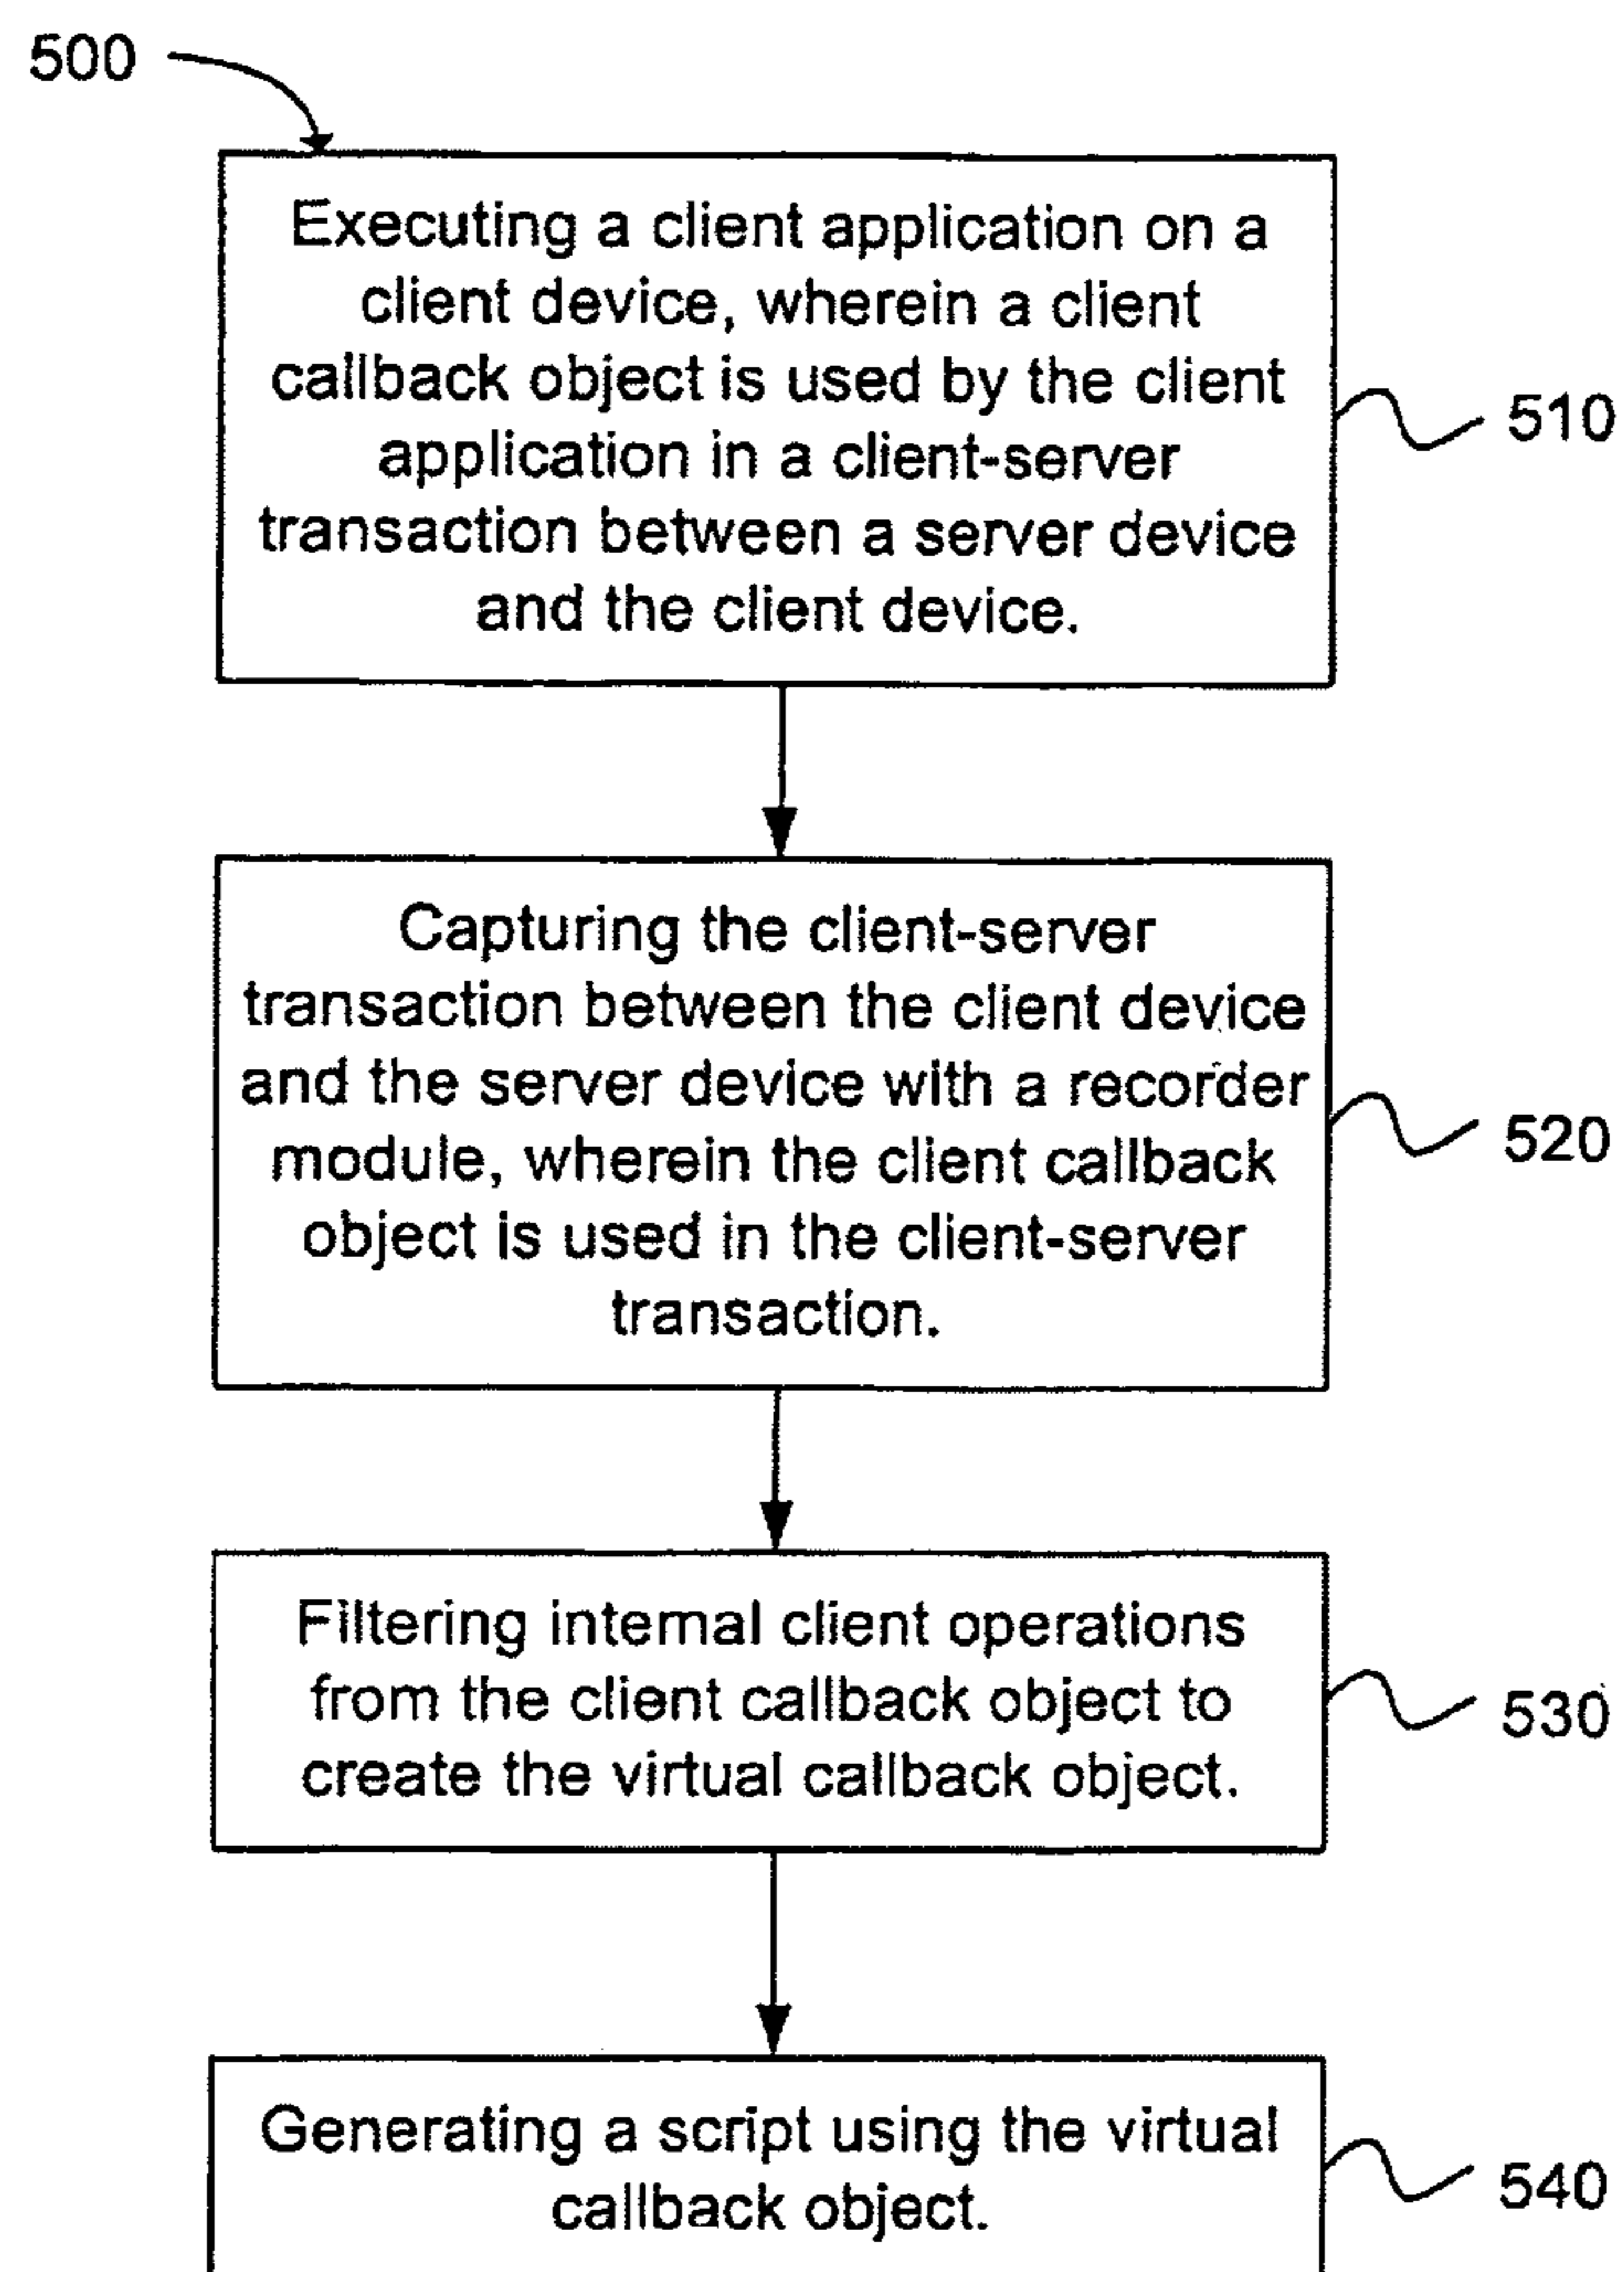 500
Executing a client application on a
client device, wherein a client
callback object is used by the client
application in a client-server
transaction between a server device
and the client device.
510
Capturing the client-server
transaction between the client device
and the server device with a recorder
module, wherein the client callback
object is used in the client-server
transaction.
520
Filtering internal client operations
from the client callback object to
create the virtual callback object.
530
Generating a script using the virtual
callback object.
540